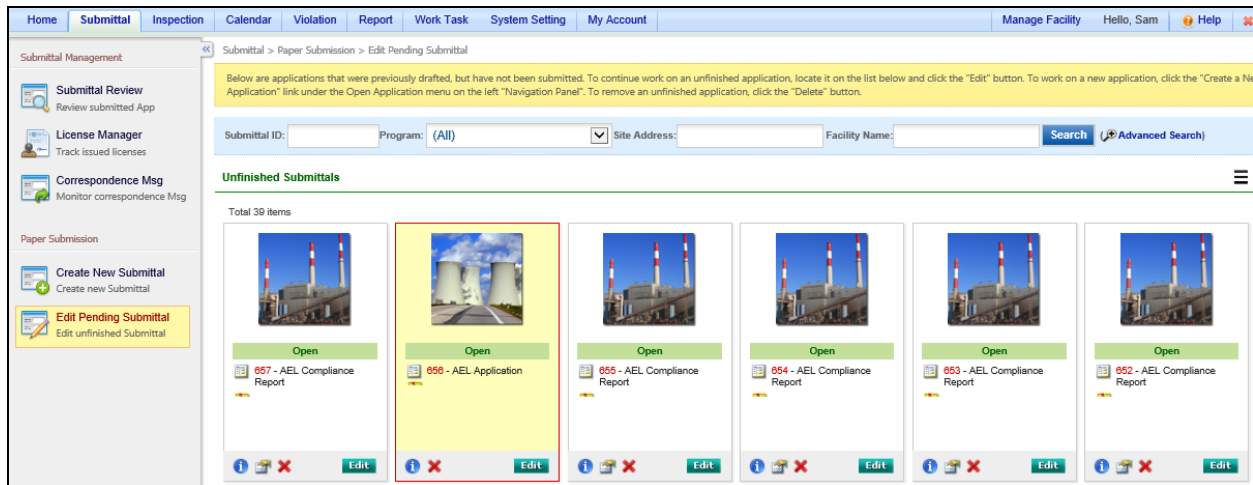 Home Submittal Inspection Calendar Violation Report Work Task System Setting My Account Manage Facility Hello, Sam Help
Submittal Management
Submittal Review
Review submitted App
License Manager
Track issued licenses
Correspondence Msg
Monitor correspondence Msg
Paper Submission
Create New Submittal
Create new Submittal
Edit Pending Submittal
Edit unfinished Submittal
Submittal > Paper Submission > Edit Pending Submittal
Below are applications that were previously drafted, but have not been submitted. To continue work on an unfinished application, locate it on the list below and click the "Edit" button. To work on a new application, click the "Create a Ne
Application" link under the Open Application menu on the left "Navigation Panel". To remove an unfinished application, click the "Delete" button.
Submittal ID: Program: (All) Site Address: Facility Name: Search (Advanced Search)
Unfinished Submittals
Total 39 items
Open
657 - AEL Compliance
Report
Edit
Open
656 - AEL Application
Edit
Open
655 - AEL Compliance
Report
Edit
Open
654 - AEL Compliance
Report
Edit
Open
653 - AEL Compliance
Report
Edit
Open
652 - AEL Compliance
Report
Edit